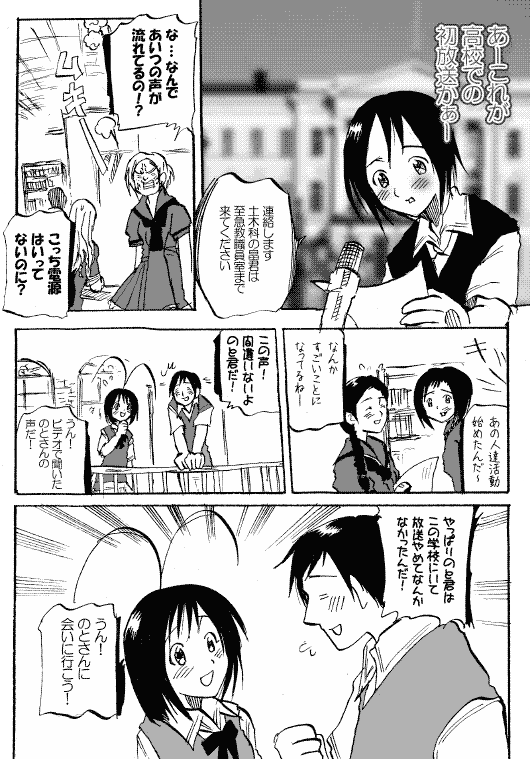 あーこれが
高校での
初放送かぁー
連絡します
土木科の畠君は
至急教職員室まで
来てください
な…なんで
あいつの声が
流れてるの!?
ムキー
こっち電源
はいって
ないのに?
あの人達活動
始めたんだ~
なんか
すごいことに
なってるねー
この声!
間違いないよ
のと君だ!
うん!
ビデオで聞いた
のとさんの
声だ!
やっぱりのと君は
この学校にいて
放送やめてなんか
なかったんだ!
うん!
のとさんに
会いに行こう!